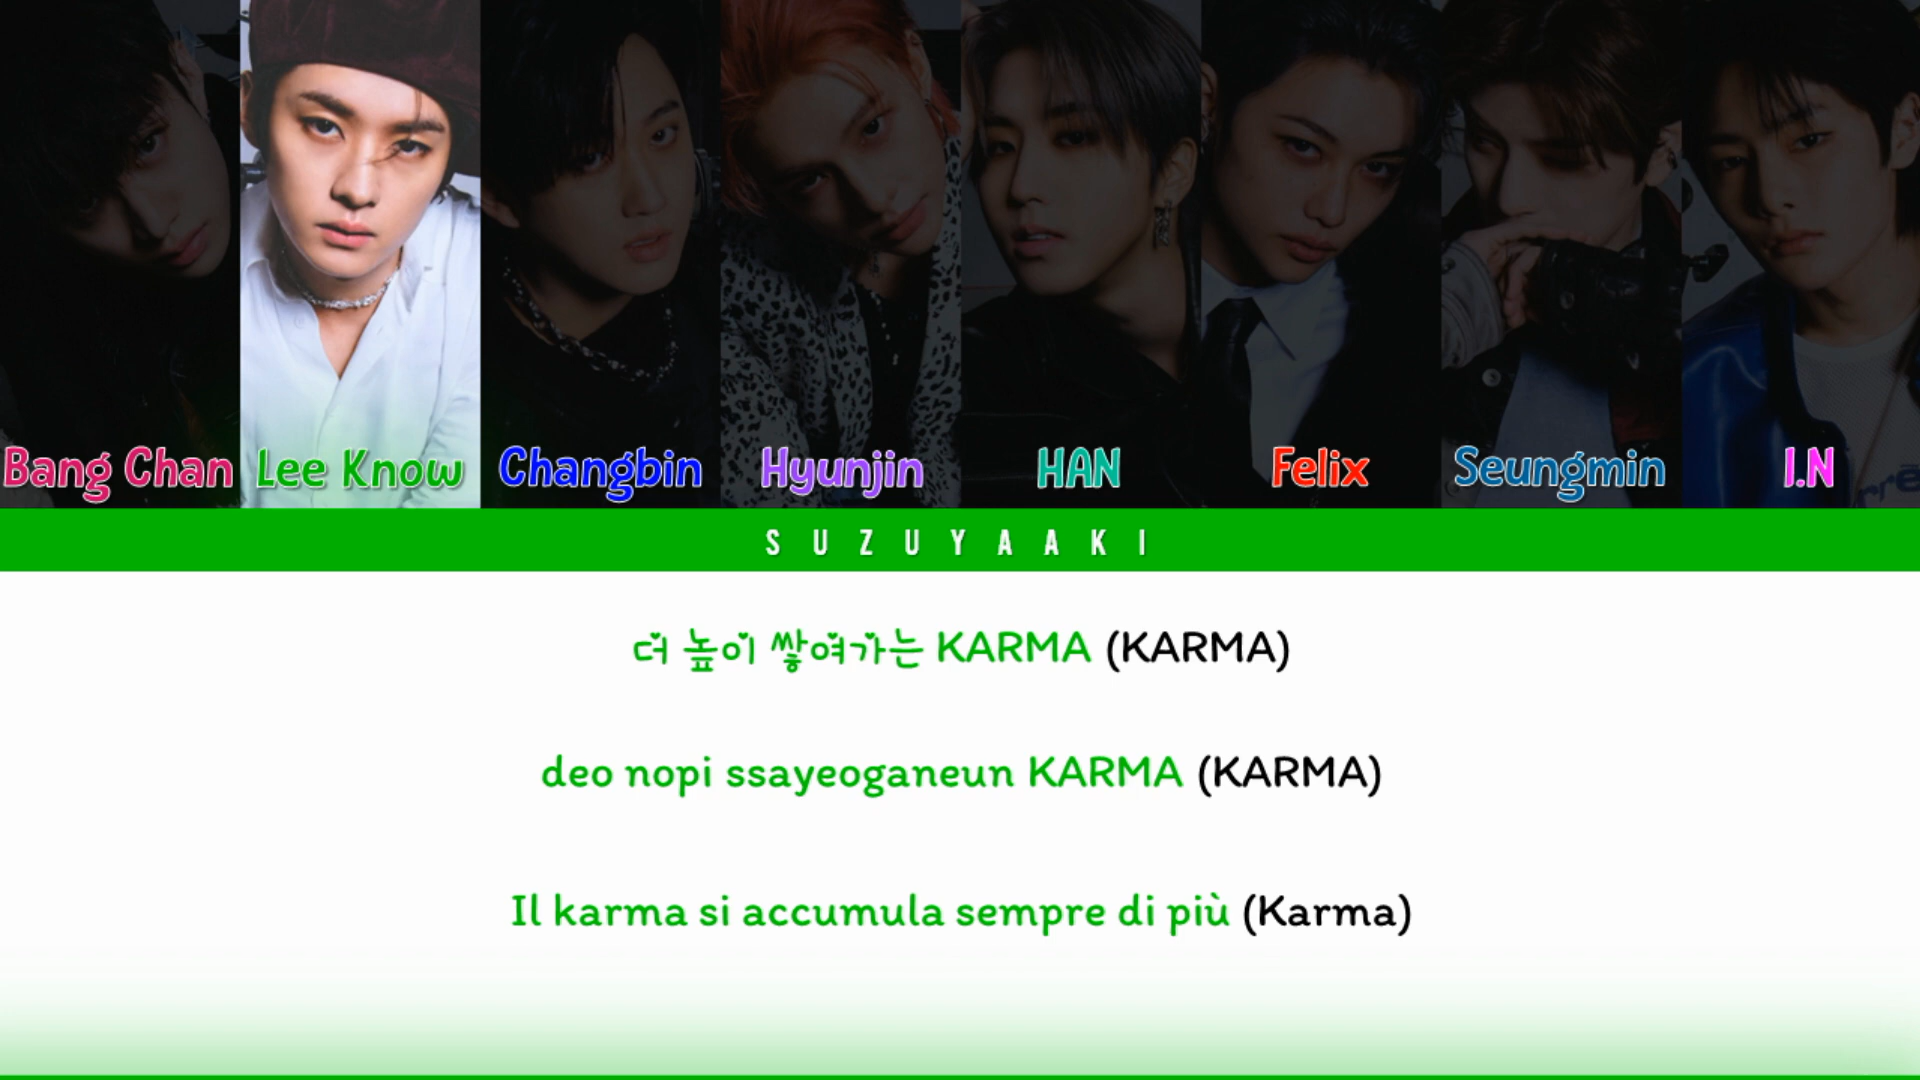 Bang Chan Lee Know Changbin Hyunjin HAN Felix Seungmin I.N
SUZUYAAKI
더 높이 쌓여가는 KARMA (KARMA)
deo nopi ssayeoganeun KARMA (KARMA)
Il karma si accumula sempre di più (Karma)